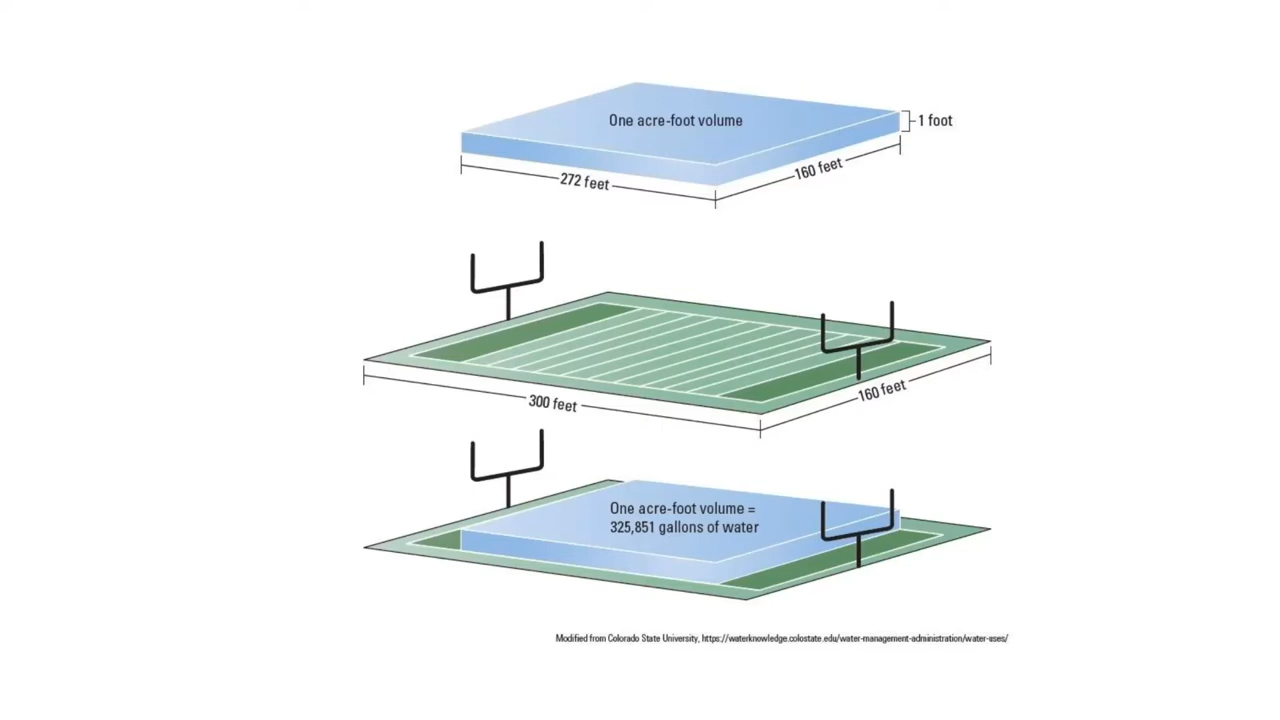 One acre-foot volume
1 foot
272 feet
160 feet
300 feet
160 feet
One acre-foot volume =
325,851 gallons of water
Modified from Colorado State University, https://waterknowledge.colostate.edu/water-management-administration/water-uses/